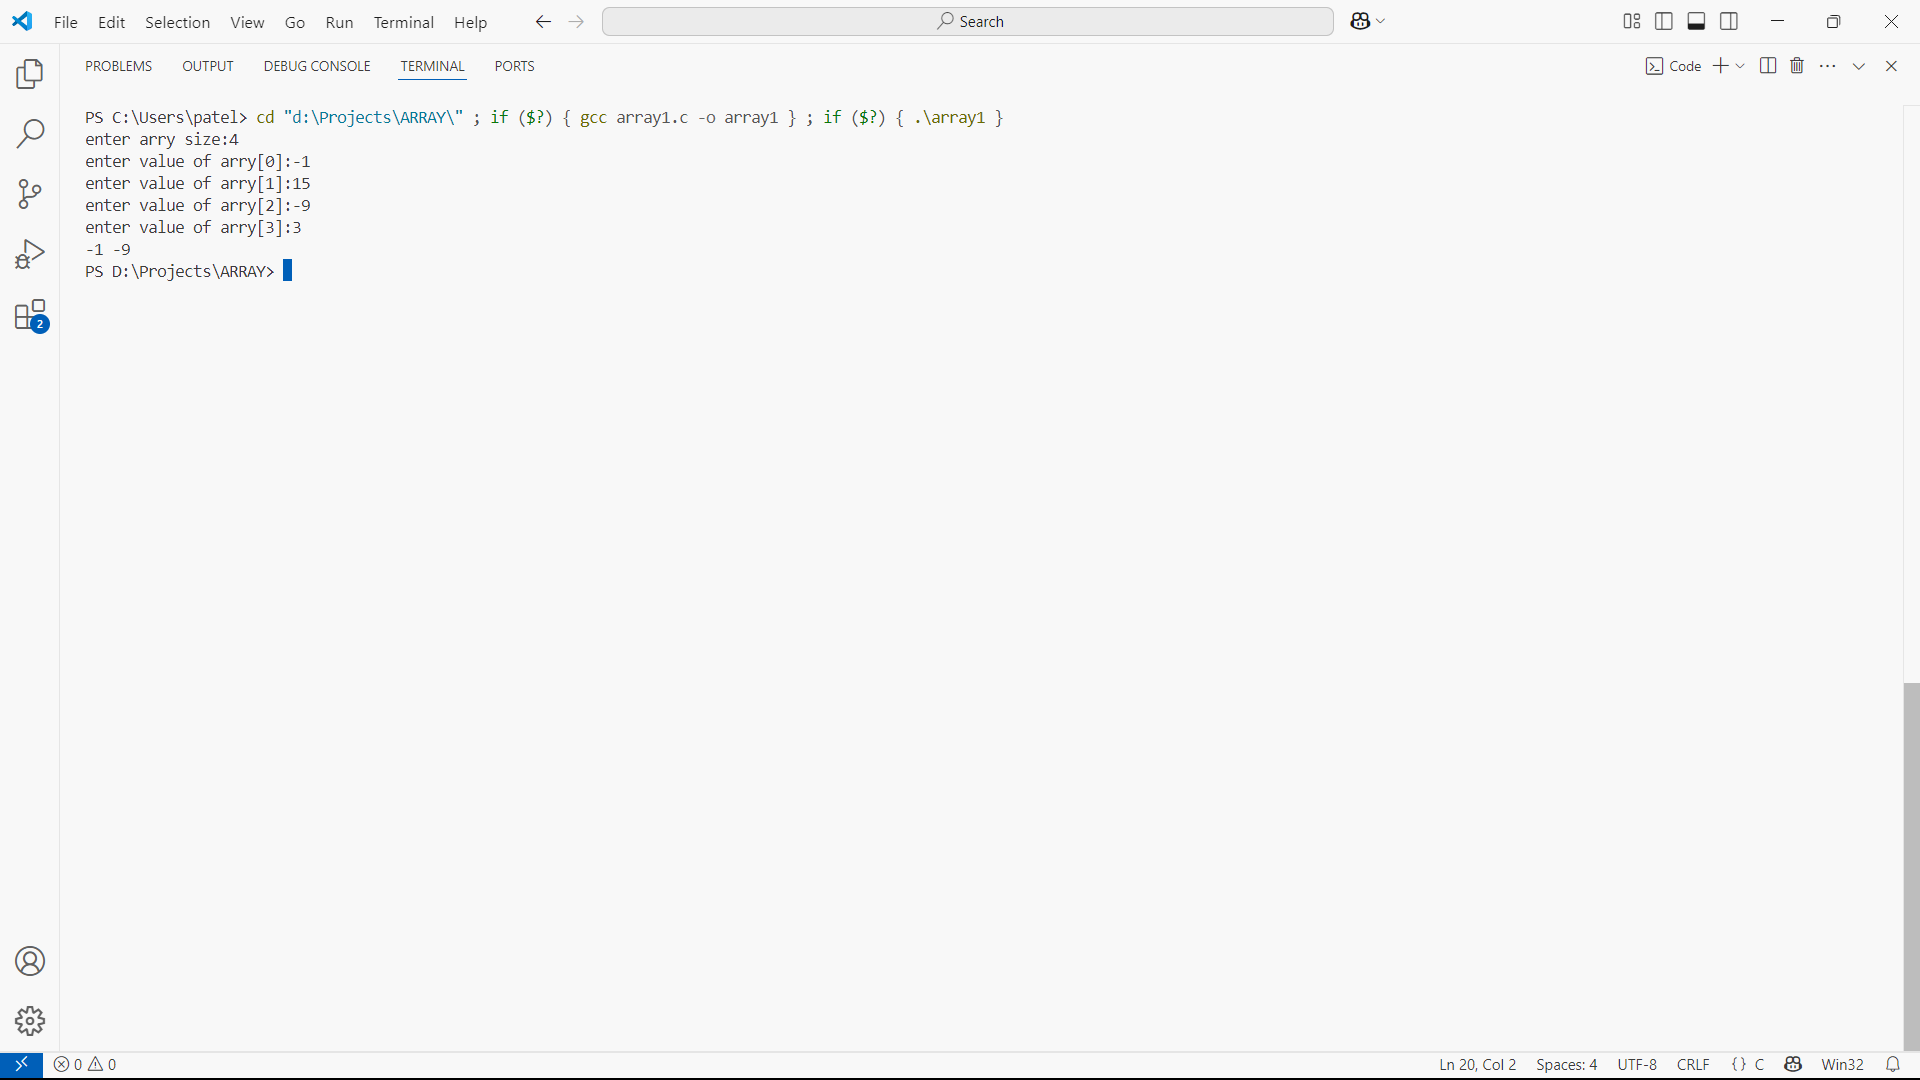 File Edit Selection View Go Run Terminal Help Search
PROBLEMS OUTPUT DEBUG CONSOLE TERMINAL PORTS Code
PS C:\Users\patel> cd "d:\Projects\ARRAY\" ; if ($?) { gcc array1.c -o array1 } ; if ($?) { .\array1 }
enter arry size:4
enter value of arry[0]:-1
enter value of arry[1]:15
enter value of arry[2]:-9
enter value of arry[3]:3
-1 -9
PS D:\Projects\ARRAY>
2
0 0 Ln 20, Col 2 Spaces: 4 UTF-8 CRLF {} C Win32